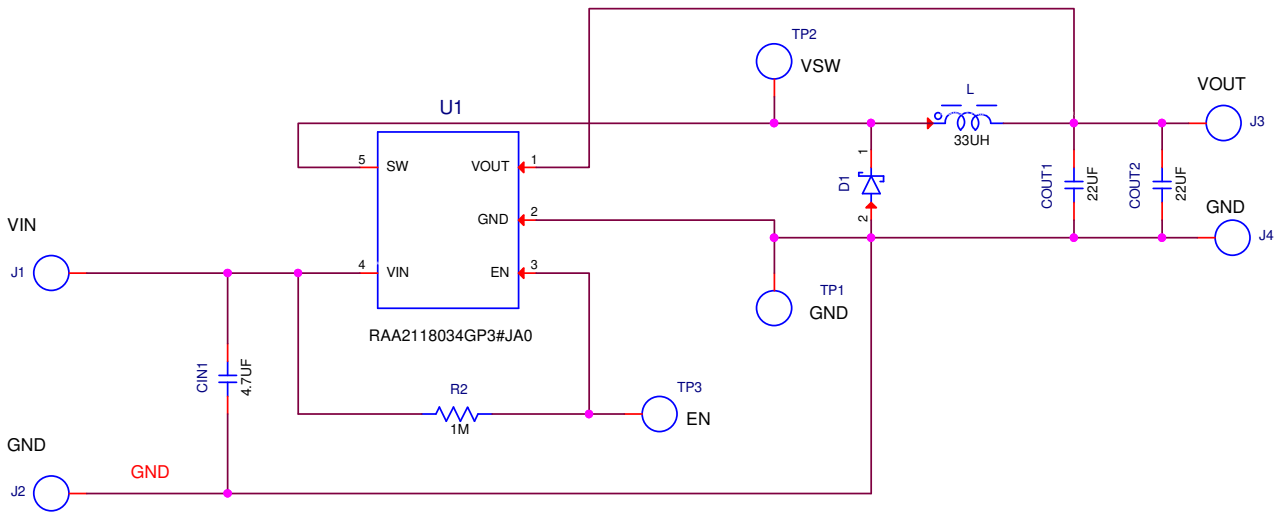 TP2
VSW
L
33UH
VOUT
J3
U1
5
SW
VOUT
1
1
D1
2
COUT1
22UF
COUT2
22UF
GND
2
GND
J4
VIN
J1
4
VIN
EN
3
TP1
GND
RAA2118034GP3#JA0
CIN1
4.7UF
R2
1M
TP3
EN
GND
GND
J2